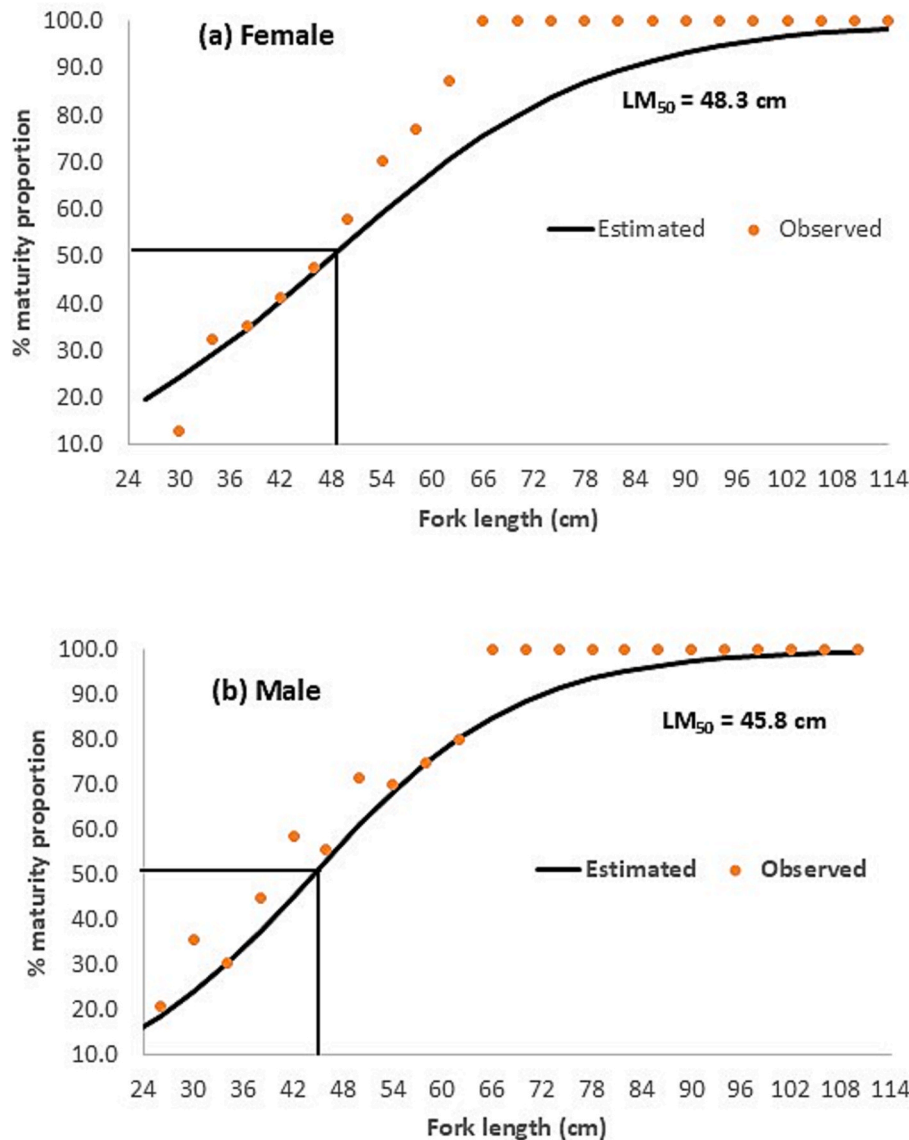 (a) Female
% maturity proportion
100.0
90.0
80.0
70.0
60.0
50.0
40.0
30.0
20.0
10.0
LM₅₀ = 48.3 cm
Estimated Observed
24 30 36 42 48 54 60 66 72 78 84 90 96 102 108 114
Fork length (cm)
(b) Male
% maturity proportion
100.0
90.0
80.0
70.0
60.0
50.0
40.0
30.0
20.0
10.0
LM₅₀ = 45.8 cm
Estimated Observed
24 30 36 42 48 54 60 66 72 78 84 90 96 102 108 114
Fork length (cm)